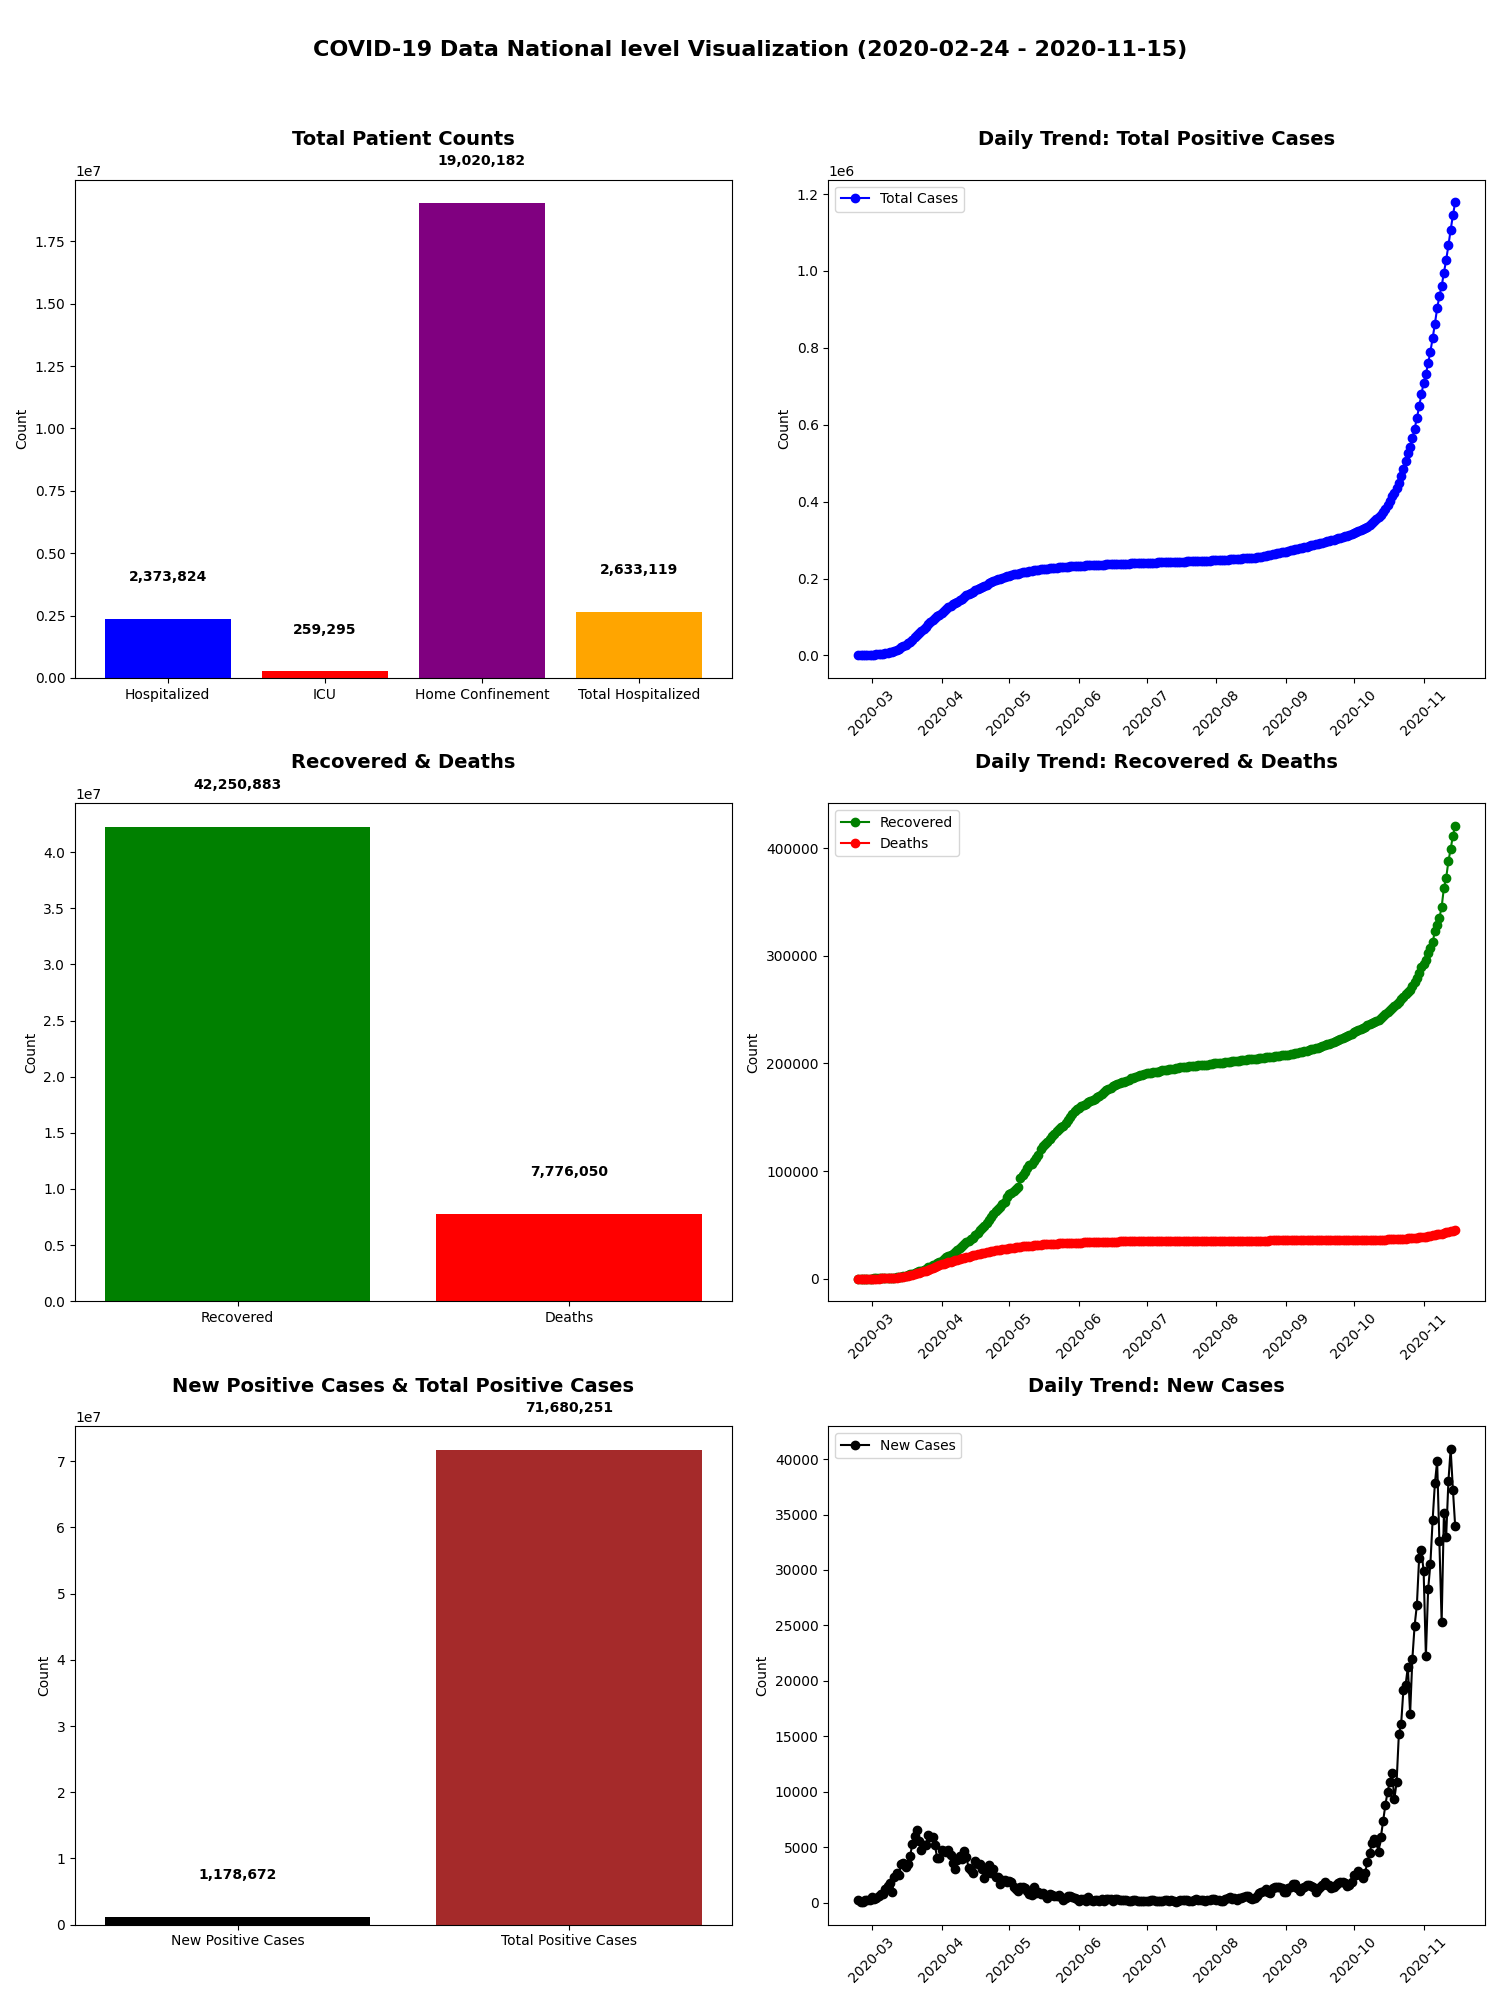 COVID-19 Data National level Visualization (2020-02-24 - 2020-11-15)
Total Patient Counts
19,020,182
1e7
1.75
1.50
1.25
1.00
0.75
0.50
0.25
0.00
Count
2,373,824
259,295
2,633,119
Hospitalized
ICU
Home Confinement
Total Hospitalized
Daily Trend: Total Positive Cases
1e6
Total Cases
1.2
1.0
0.8
0.6
0.4
0.2
0.0
Count
2020-03
2020-04
2020-05
2020-06
2020-07
2020-08
2020-09
2020-10
2020-11
Recovered & Deaths
42,250,883
1e7
4.0
3.5
3.0
2.5
2.0
1.5
1.0
0.5
0.0
Count
7,776,050
Recovered
Deaths
Daily Trend: Recovered & Deaths
Recovered
Deaths
400000
300000
200000
100000
0
Count
2020-03
2020-04
2020-05
2020-06
2020-07
2020-08
2020-09
2020-10
2020-11
New Positive Cases & Total Positive Cases
71,680,251
1e7
7
6
5
4
3
2
1
0
Count
1,178,672
New Positive Cases
Total Positive Cases
Daily Trend: New Cases
New Cases
40000
35000
30000
25000
20000
15000
10000
5000
0
Count
2020-03
2020-04
2020-05
2020-06
2020-07
2020-08
2020-09
2020-10
2020-11